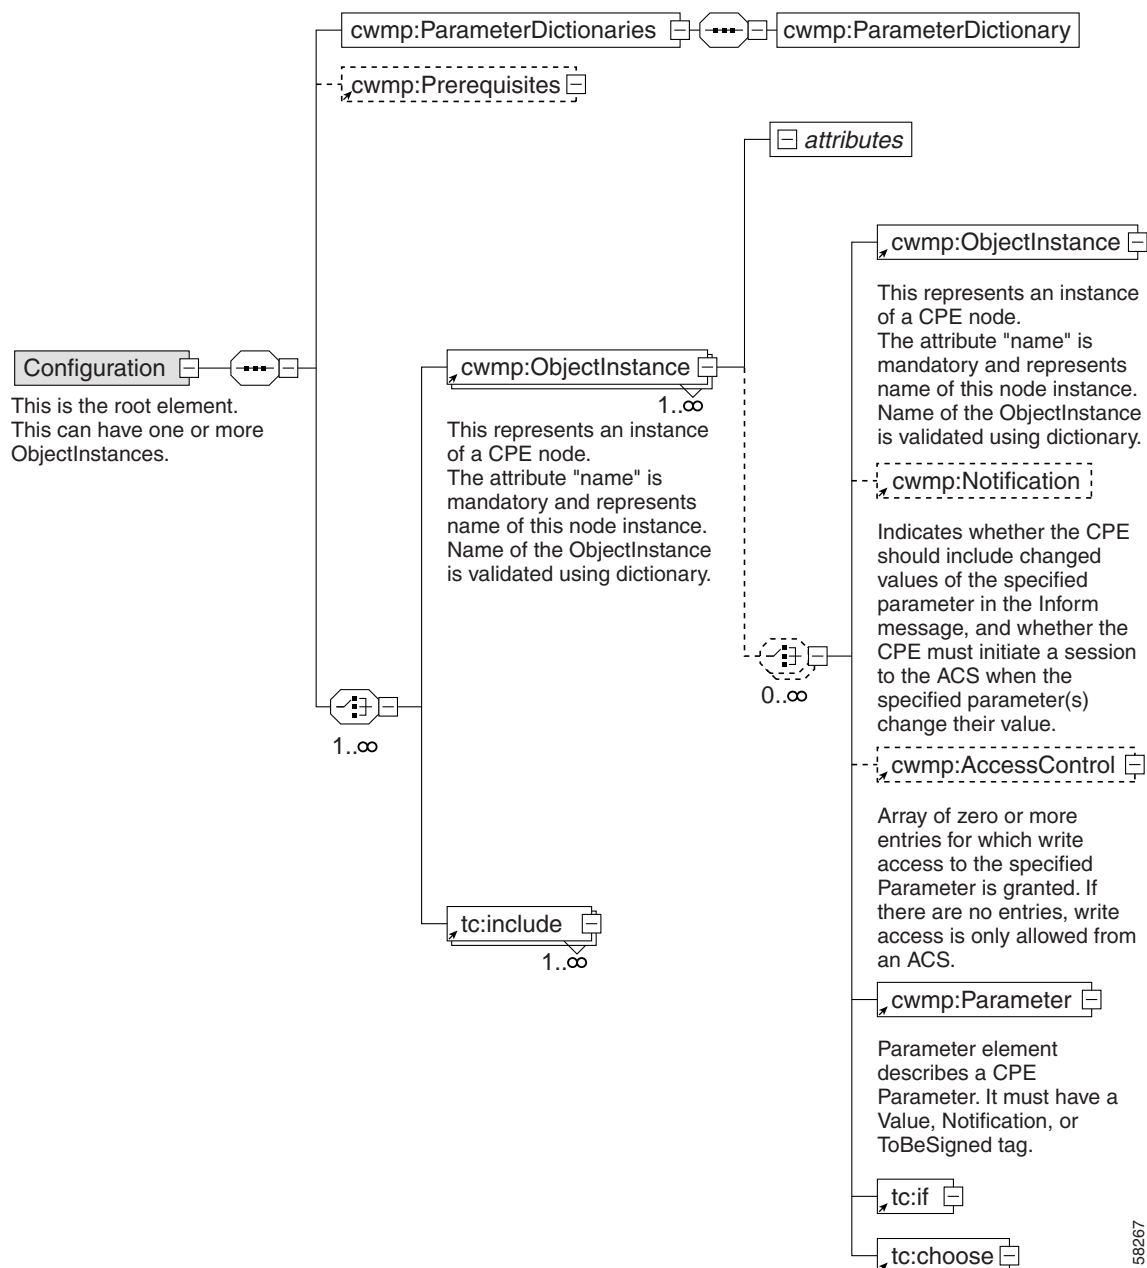 cwmp:ParameterDictionaries
cwmp:ParameterDictionary
cwmp:Prerequisites
attributes
Configuration
This is the root element.
This can have one or more
ObjectInstances.
cwmp:ObjectInstance
1..∞
This represents an instance
of a CPE node.
The attribute "name" is
mandatory and represents
name of this node instance.
Name of the ObjectInstance
is validated using dictionary.
1..∞
tc:include
1..∞
0..∞
cwmp:ObjectInstance
This represents an instance
of a CPE node.
The attribute "name" is
mandatory and represents
name of this node instance.
Name of the ObjectInstance
is validated using dictionary.
cwmp:Notification
Indicates whether the CPE
should include changed
values of the specified
parameter in the Inform
message, and whether the
CPE must initiate a session
to the ACS when the
specified parameter(s)
change their value.
cwmp:AccessControl
Array of zero or more
entries for which write
access to the specified
Parameter is granted. If
there are no entries, write
access is only allowed from
an ACS.
cwmp:Parameter
Parameter element
describes a CPE
Parameter. It must have a
Value, Notification, or
ToBeSigned tag.
tc:if
tc:choose
58267